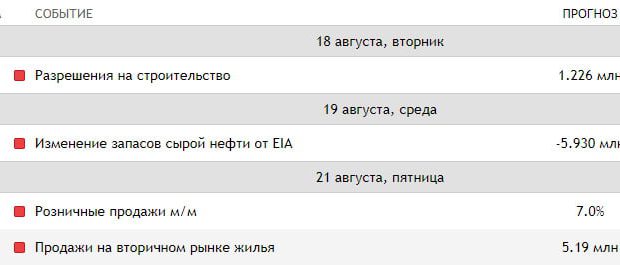 СОБЫТИЕ ПРОГНОЗ
18 августа, вторник
Разрешения на строительство 1.226 млн
19 августа, среда
Изменение запасов сырой нефти от EIA -5.930 млн
21 августа, пятница
Розничные продажи м/м 7.0%
Продажи на вторичном рынке жилья 5.19 млн